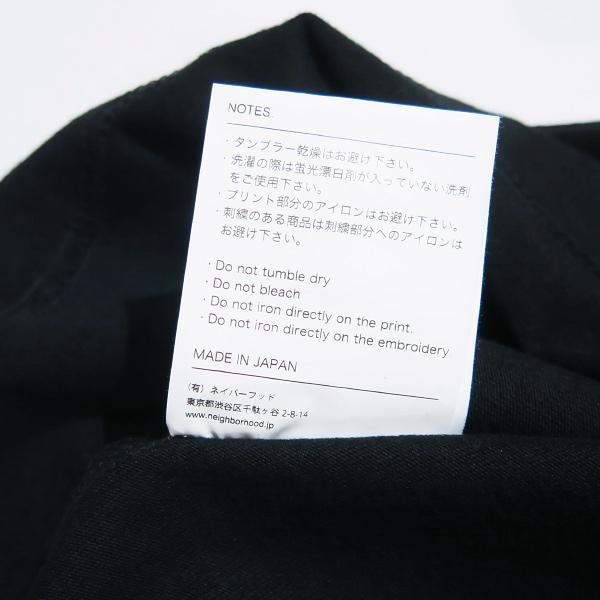 NOTES.
・タンブラー乾燥はお避け下さい。
・洗濯の際は蛍光漂白剤が入っていない洗剤
をご使用下さい。
・プリント部分のアイロンはお避け下さい。
・刺繍のある商品は刺繍部分へのアイロンは
お避け下さい。
・Do not tumble dry
・Do not bleach
・Do not iron directly on the print.
・Do not iron directly on the embroidery
MADE IN JAPAN
(有) ネイバーフッド
東京都渋谷区千駄ヶ谷 2-8-14
www.neighborhood.jp